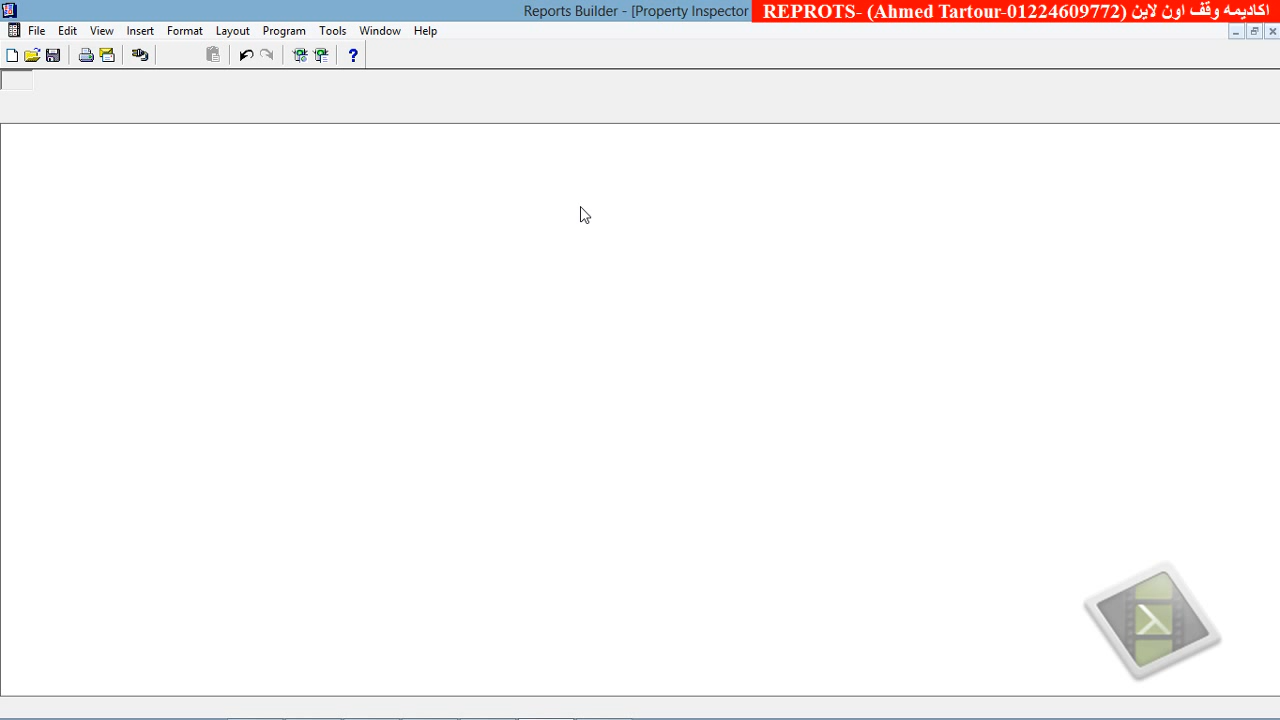 Reports Builder - [Property Inspector
REPROTS- (Ahmed Tartour-01224609772) اكاديمه وقف اون لاين
File Edit View Insert Format Layout Program Tools Window Help